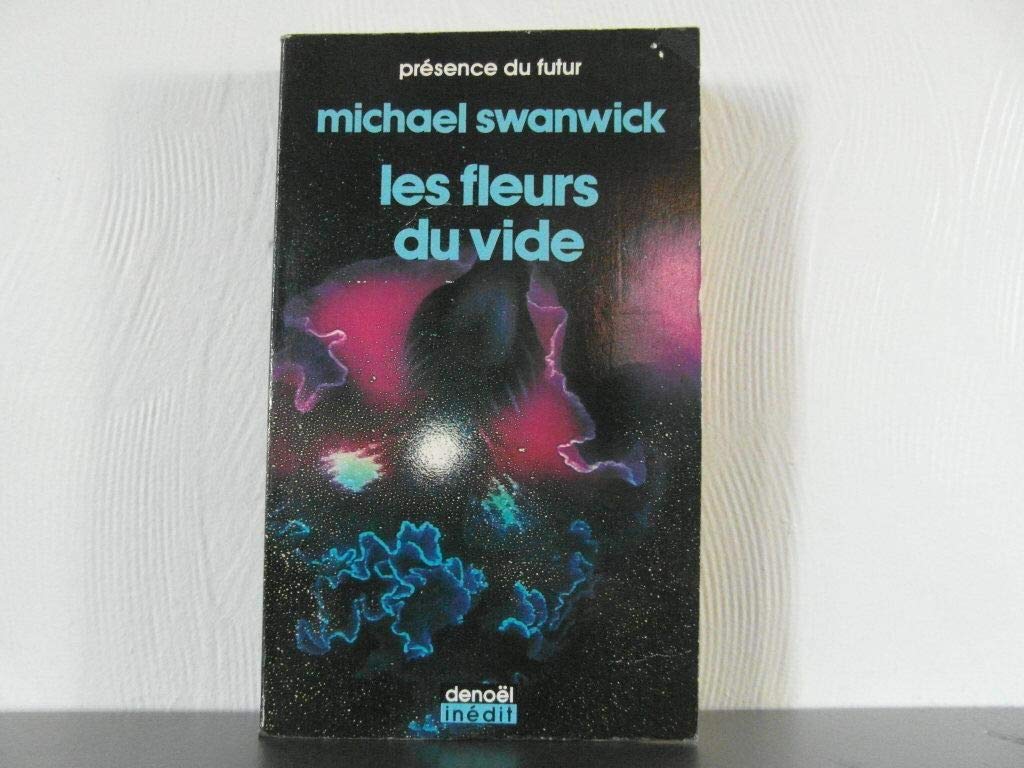 présence du futur
michael swanwick
les fleurs
du vide
denoël
inédit